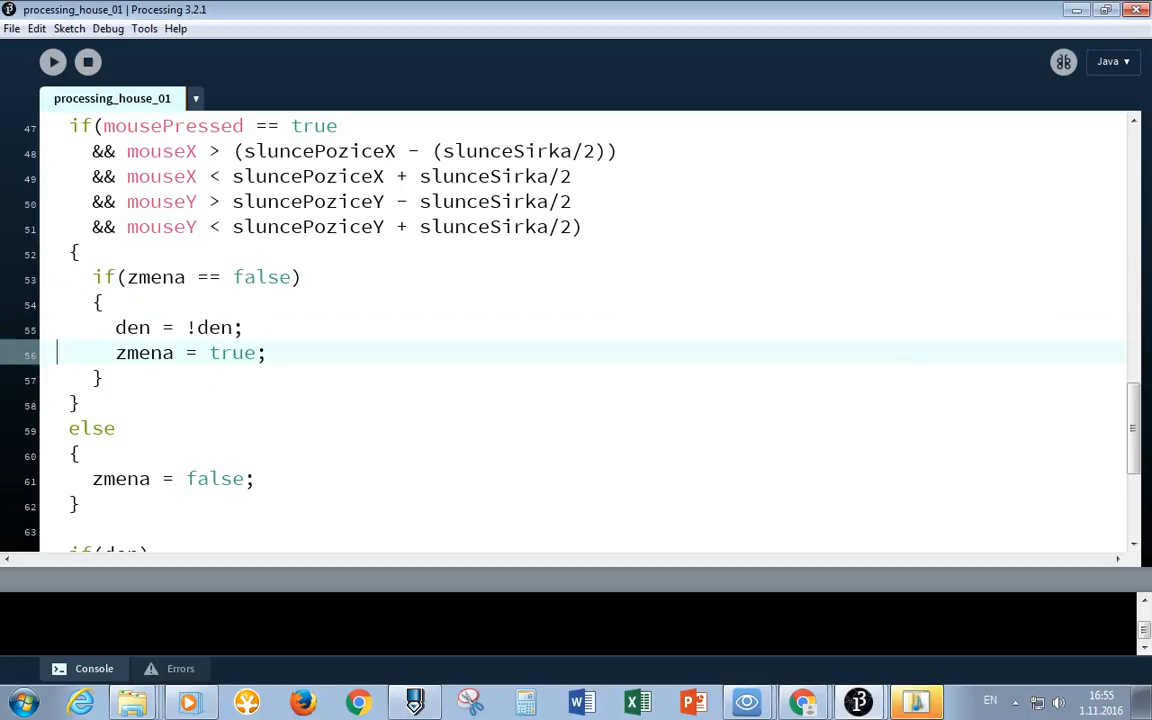 processing_house_01 | Processing 3.2.1
File Edit Sketch Debug Tools Help
Java ▾
processing_house_01 ▾
47 if(mousePressed == true
48 && mouseX > (sluncePoziceX - (slunceSirka/2))
49 && mouseX < sluncePoziceX + slunceSirka/2
50 && mouseY > sluncePoziceY - slunceSirka/2
51 && mouseY < sluncePoziceY + slunceSirka/2)
52 {
53 if(zmena == false)
54 {
55 den = !den;
56 zmena = true;
57 }
58 }
59 else
60 {
61 zmena = false;
62 }
63
if(den)
Console Errors
EN 16:55
1.11.2016